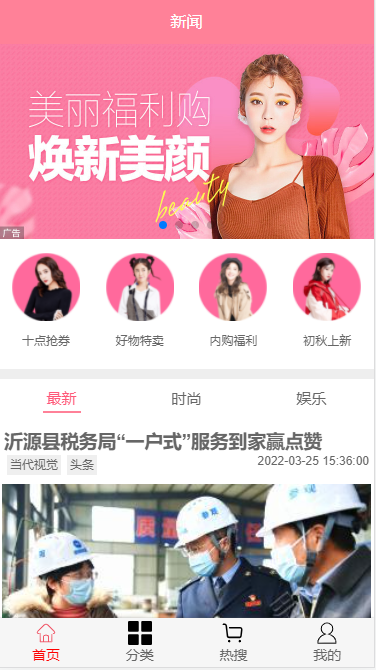 新闻
美丽福利购
焕新美颜
beauty
广告
十点抢券 好物特卖 内购福利 初秋上新
最新 时尚 娱乐
沂源县税务局“一户式”服务到家赢点赞
当代视觉 头条 2022-03-25 15:36:00
首页 分类 热搜 我的